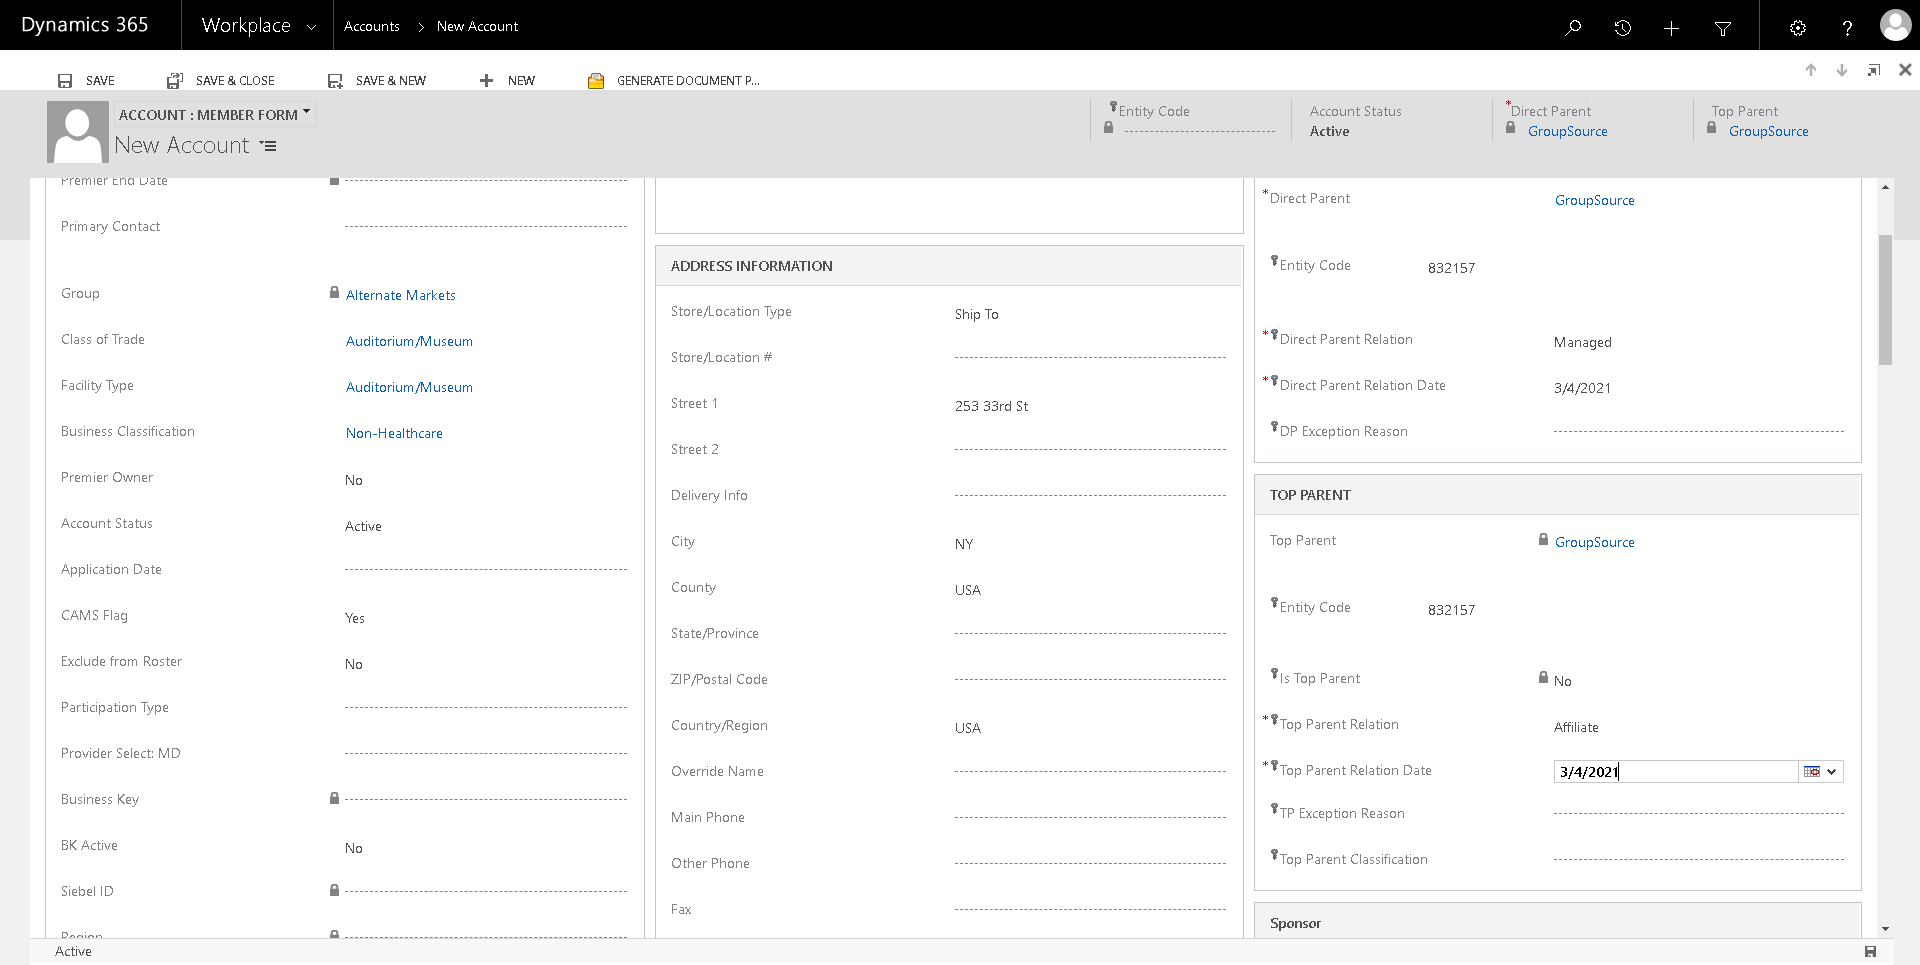 Dynamics 365
Workplace
Accounts > New Account
?
SAVE
SAVE & CLOSE
SAVE & NEW
NEW
GENERATE DOCUMENT P...
ACCOUNT : MEMBER FORM
New Account
Entity Code
Account Status
Active
*Direct Parent
GroupSource
Top Parent
GroupSource
Premier End Date
Primary Contact
Group
Alternate Markets
Class of Trade
Auditorium/Museum
Facility Type
Auditorium/Museum
Business Classification
Non-Healthcare
Premier Owner
No
Account Status
Active
Application Date
CAMS Flag
Yes
Exclude from Roster
No
Participation Type
Provider Select: MD
Business Key
BK Active
No
Siebel ID
Region
ADDRESS INFORMATION
Store/Location Type
Ship To
Store/Location #
Street 1
253 33rd St
Street 2
Delivery Info
City
NY
County
USA
State/Province
ZIP/Postal Code
Country/Region
USA
Override Name
Main Phone
Other Phone
Fax
*Direct Parent
GroupSource
Entity Code
832157
*Direct Parent Relation
Managed
*Direct Parent Relation Date
3/4/2021
DP Exception Reason
TOP PARENT
Top Parent
GroupSource
Entity Code
832157
Is Top Parent
No
*Top Parent Relation
Affiliate
*Top Parent Relation Date
3/4/2021
TP Exception Reason
Top Parent Classification
Sponsor
Active